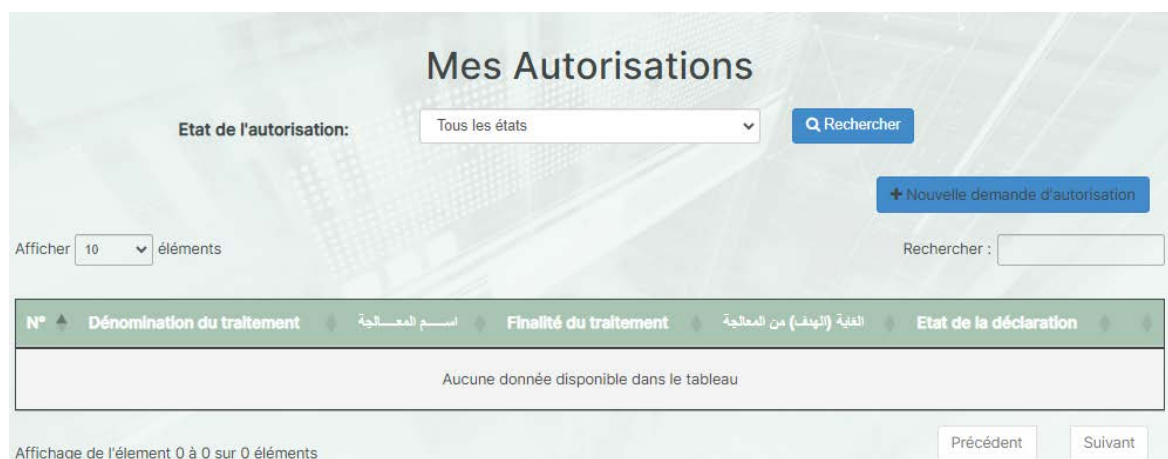 Mes Autorisations
Etat de l'autorisation: Tous les états Rechercher
+ Nouvelle demande d'autorisation
Afficher 10 éléments Rechercher :
N° Dénomination du traitement اســـم المعـــالجة Finalité du traitement الغاية (الهدف) من المعالجة Etat de la déclaration
Aucune donnée disponible dans le tableau
Affichage de l'élement 0 à 0 sur 0 éléments Précédent Suivant